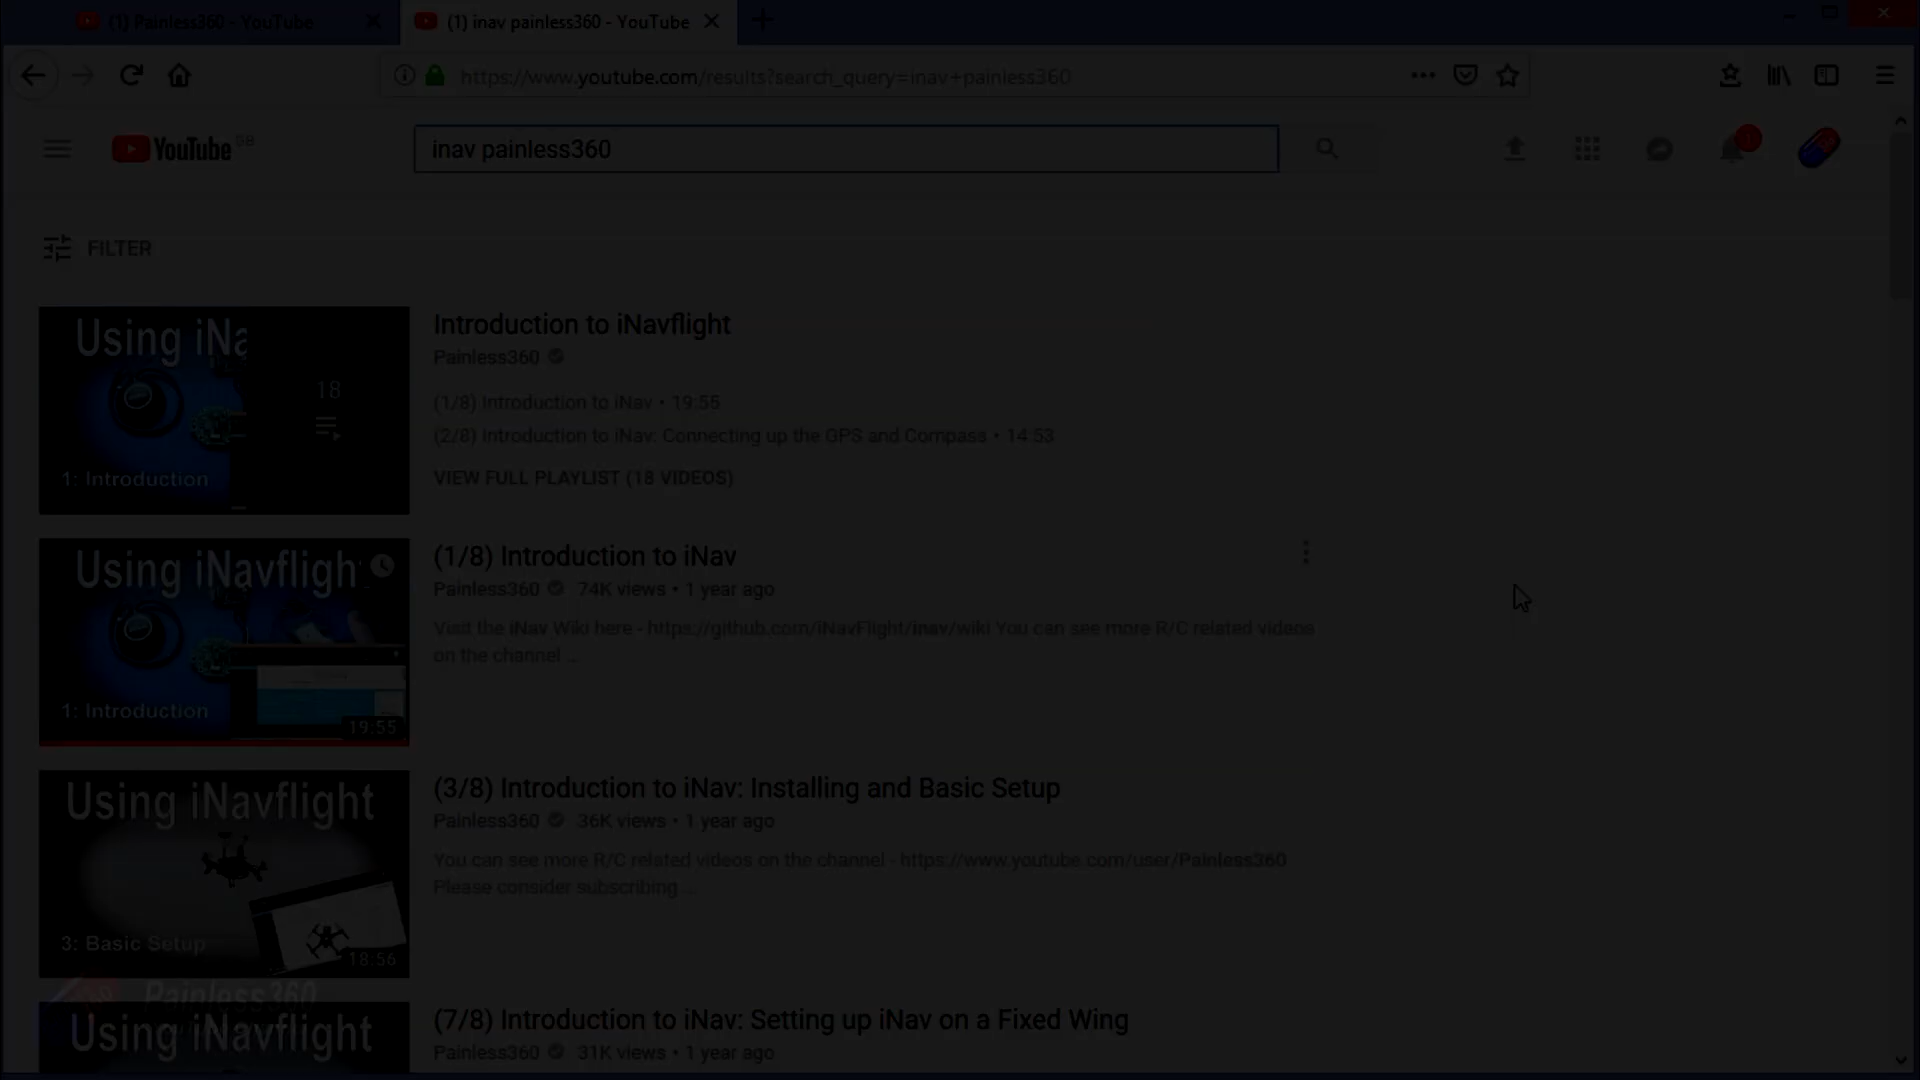 (1) Painless360 - YouTube
(1) inav painless360 - YouTube
https://www.youtube.com/results?search_query=inav+painless360
YouTube GB
inav painless360
FILTER
Using iNa
18
1: Introduction
Introduction to iNavflight
Painless360
(1/8) Introduction to iNav • 19:55
(2/8) Introduction to iNav: Connecting up the GPS and Compass • 14:53
VIEW FULL PLAYLIST (18 VIDEOS)
Using iNavfligh
1: Introduction
19:55
(1/8) Introduction to iNav
Painless360 74K views • 1 year ago
Visit the iNav Wiki here - https://github.com/iNavFlight/inav/wiki You can see more R/C related videos
on the channel ...
Using iNavflight
3: Basic Setup
18:56
(3/8) Introduction to iNav: Installing and Basic Setup
Painless360 36K views • 1 year ago
You can see more R/C related videos on the channel - https://www.youtube.com/user/Painless360
Please consider subscribing ...
Painless360
Using iNavflight
(7/8) Introduction to iNav: Setting up iNav on a Fixed Wing
Painless360 31K views • 1 year ago